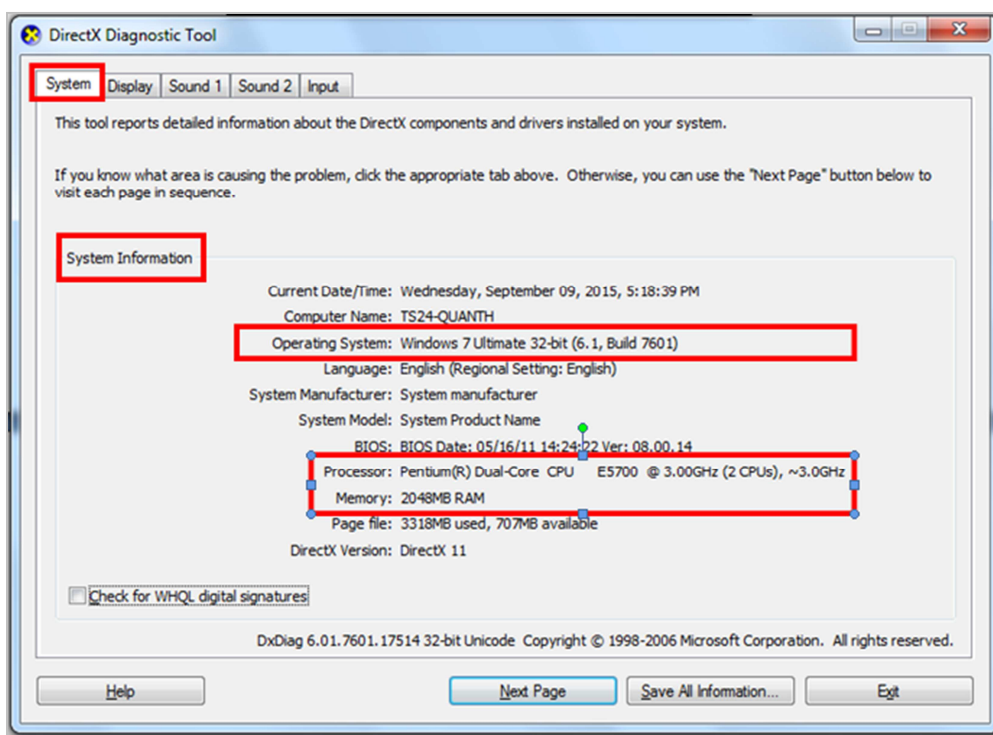 DirectX Diagnostic Tool
System Display Sound 1 Sound 2 Input
This tool reports detailed information about the DirectX components and drivers installed on your system.
If you know what area is causing the problem, click the appropriate tab above. Otherwise, you can use the "Next Page" button below to
visit each page in sequence.
System Information
Current Date/Time: Wednesday, September 09, 2015, 5:18:39 PM
Computer Name: TS24-QUANTH
Operating System: Windows 7 Ultimate 32-bit (6.1, Build 7601)
Language: English (Regional Setting: English)
System Manufacturer: System manufacturer
System Model: System Product Name
BIOS: BIOS Date: 05/16/11 14:24:22 Ver: 08.00.14
Processor: Pentium(R) Dual-Core CPU E5700 @ 3.00GHz (2 CPUs), ~3.0GHz
Memory: 2048MB RAM
Page file: 3318MB used, 707MB available
DirectX Version: DirectX 11
Check for WHQL digital signatures
DxDiag 6.01.7601.17514 32-bit Unicode Copyright © 1998-2006 Microsoft Corporation. All rights reserved.
Help Next Page Save All Information... Exit